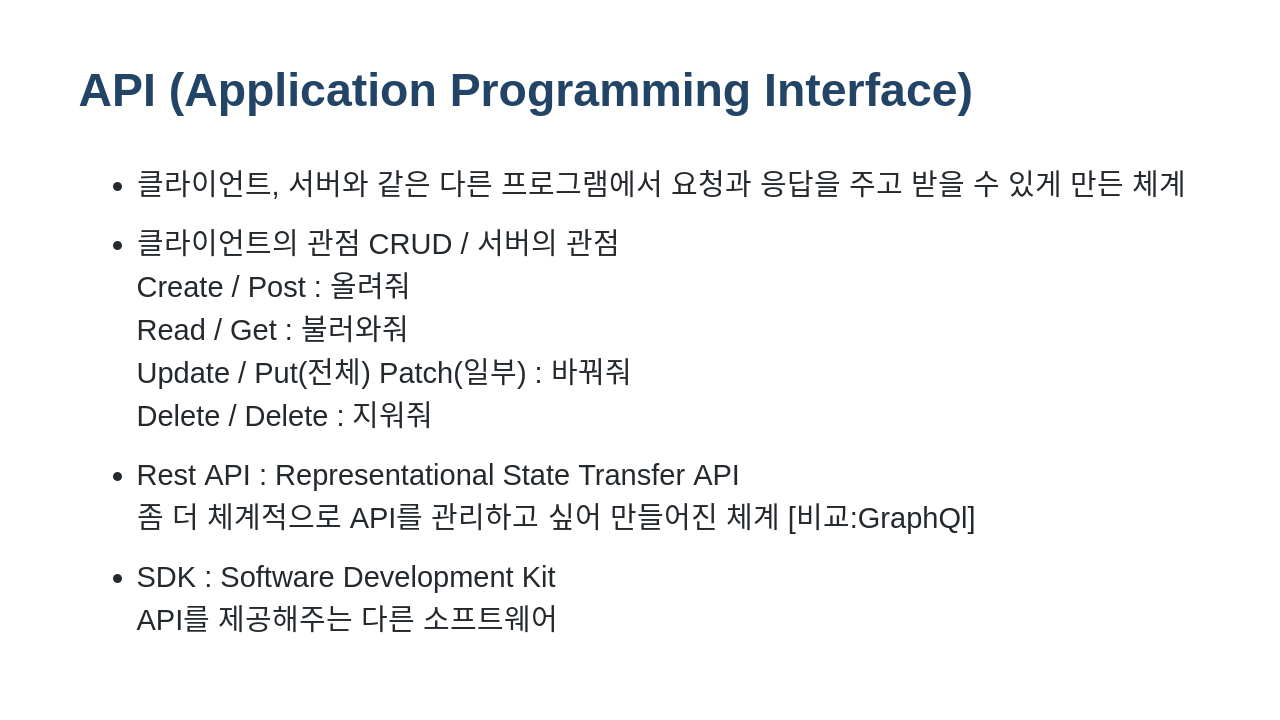 API (Application Programming Interface)
• 클라이언트, 서버와 같은 다른 프로그램에서 요청과 응답을 주고 받을 수 있게 만든 체계
• 클라이언트의 관점 CRUD / 서버의 관점
Create / Post : 올려줘
Read / Get : 불러와줘
Update / Put(전체) Patch(일부) : 바꿔줘
Delete / Delete : 지워줘
• Rest API : Representational State Transfer API
좀 더 체계적으로 API를 관리하고 싶어 만들어진 체계 [비교:GraphQl]
• SDK : Software Development Kit
API를 제공해주는 다른 소프트웨어